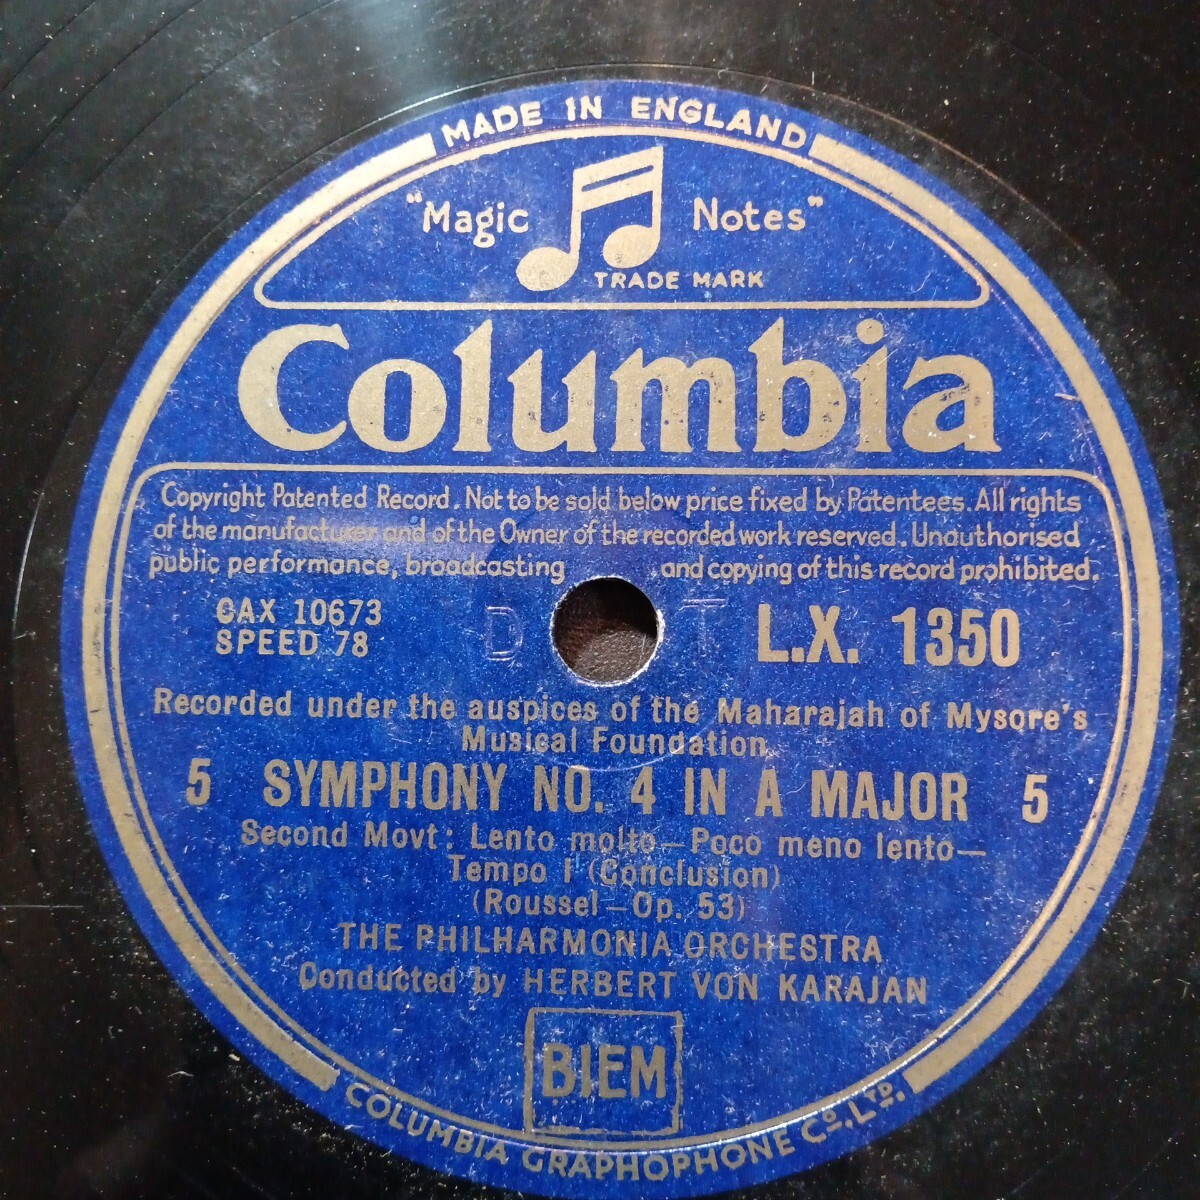 MADE IN ENGLAND
"Magic Notes"
TRADE MARK
Columbia
Copyright Patented Record. Not to be sold below price fixed by Patentees. All rights
of the manufacturer and of the Owner of the recorded work reserved. Unauthorised
public performance, broadcasting and copying of this record prohibited.
CAX 10673
SPEED 78
L.X. 1350
Recorded under the auspices of the Maharajah of Mysore's
Musical Foundation
5 SYMPHONY NO. 4 IN A MAJOR 5
Second Movt: Lento molto—Poco meno lento—
Tempo I (Conclusion)
(Roussel—Op. 53)
THE PHILHARMONIA ORCHESTRA
Conducted by HERBERT VON KARAJAN
BIEM
COLUMBIA GRAPHOPHONE CO. LTD.